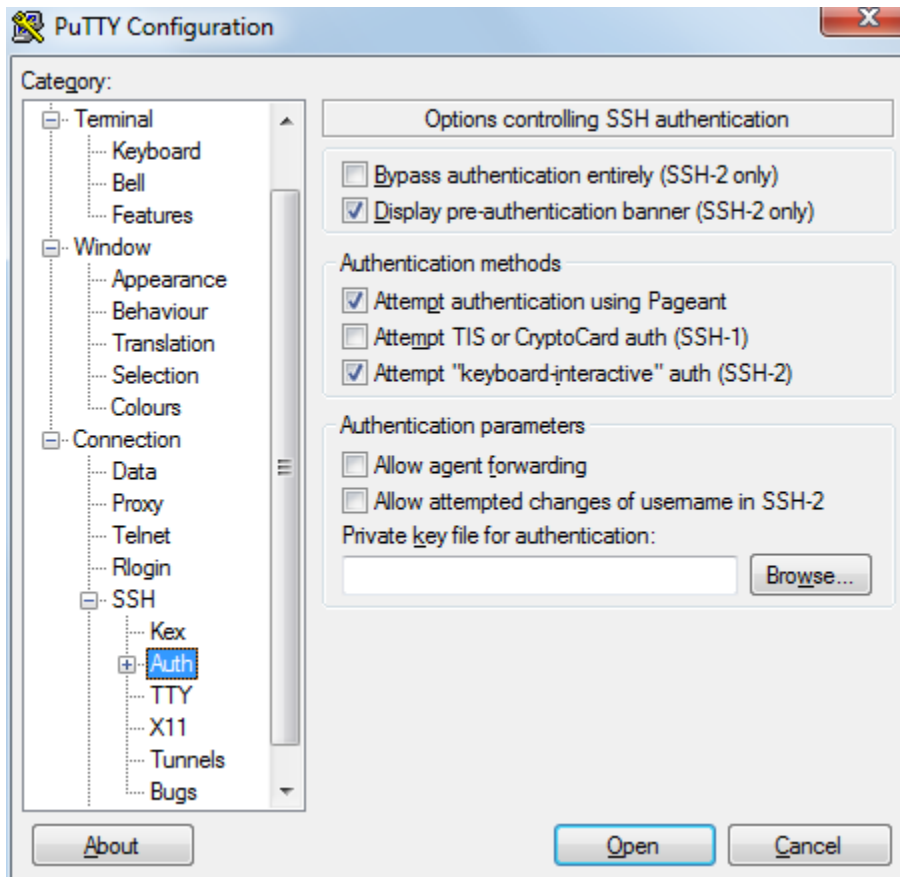 PuTTY Configuration
Category:
Terminal
Keyboard
Bell
Features
Window
Appearance
Behaviour
Translation
Selection
Colours
Connection
Data
Proxy
Telnet
Rlogin
SSH
Kex
Auth
TTY
X11
Tunnels
Bugs
Options controlling SSH authentication
Bypass authentication entirely (SSH-2 only)
Display pre-authentication banner (SSH-2 only)
Authentication methods
Attempt authentication using Pageant
Attempt TIS or CryptoCard auth (SSH-1)
Attempt "keyboard-interactive" auth (SSH-2)
Authentication parameters
Allow agent forwarding
Allow attempted changes of username in SSH-2
Private key file for authentication:
Browse...
About
Open
Cancel